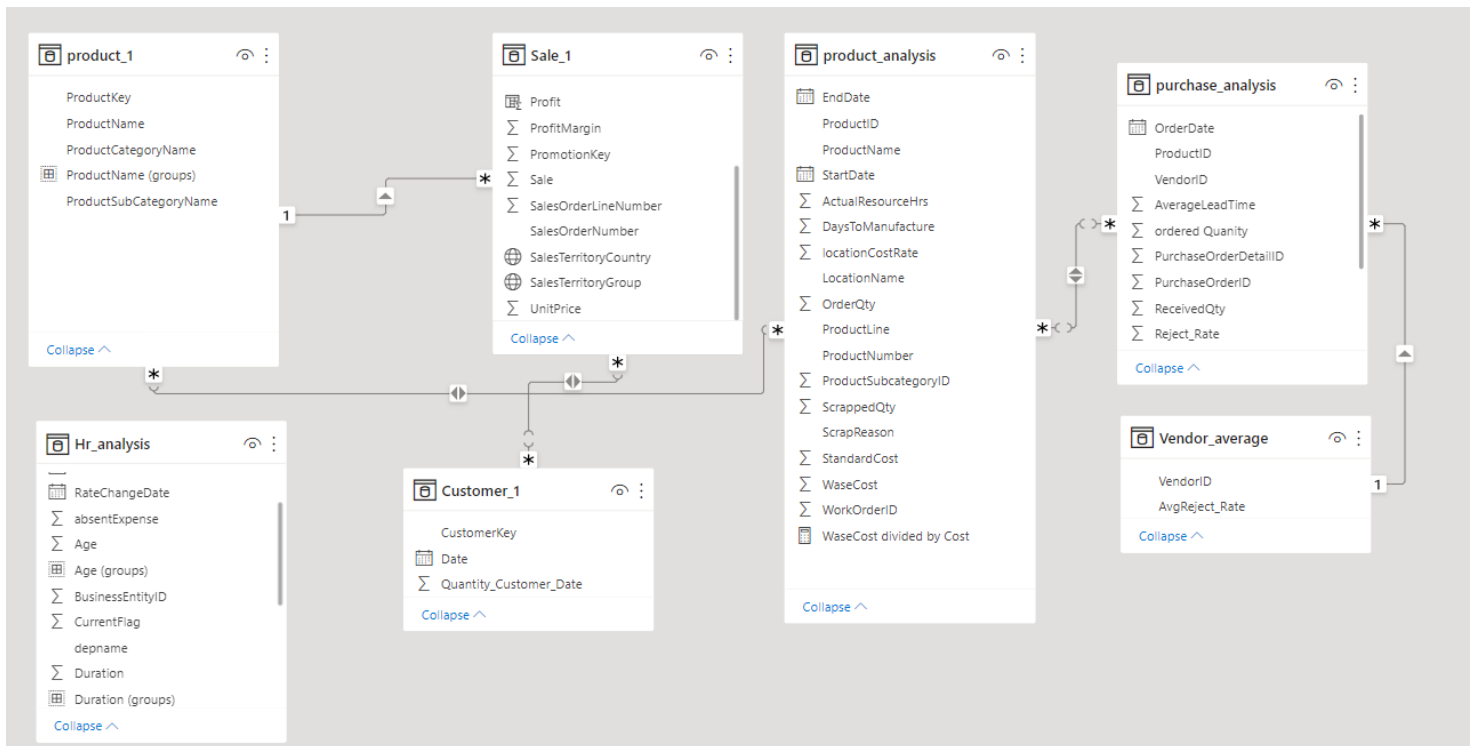 product_1
ProductKey
ProductName
ProductCategoryName
ProductName (groups)
ProductSubCategoryName
Collapse
1
*
*
Sale_1
Profit
ProfitMargin
PromotionKey
Sale
SalesOrderLineNumber
SalesOrderNumber
SalesTerritoryCountry
SalesTerritoryGroup
UnitPrice
Collapse
*
*
product_analysis
EndDate
ProductID
ProductName
StartDate
ActualResourceHrs
DaysToManufacture
locationCostRate
LocationName
OrderQty
ProductLine
ProductNumber
ProductSubcategoryID
ScrappedQty
ScrapReason
StandardCost
WaseCost
WorkOrderID
WaseCost divided by Cost
Collapse
*
*
purchase_analysis
OrderDate
ProductID
VendorID
AverageLeadTime
ordered Quanity
PurchaseOrderDetailID
PurchaseOrderID
ReceivedQty
Reject_Rate
Collapse
*
*
Hr_analysis
RateChangeDate
absentExpense
Age
Age (groups)
BusinessEntityID
CurrentFlag
depname
Duration
Duration (groups)
Collapse
Customer_1
CustomerKey
Date
Quantity_Customer_Date
Collapse
Vendor_average
VendorID
AvgReject_Rate
Collapse
1